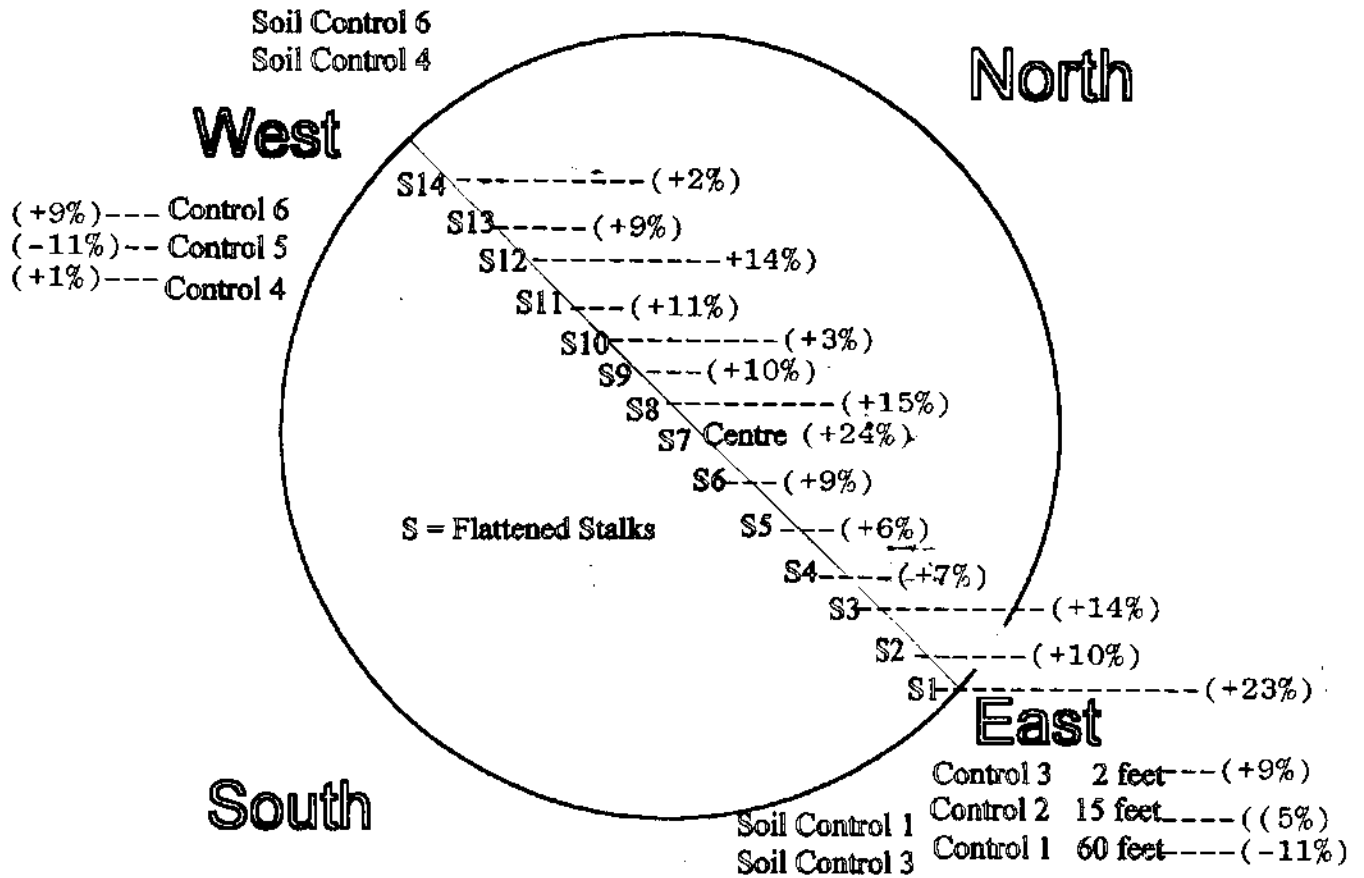 Soil Control 6
Soil Control 4
North
West
S14 ------------ (+2%)
(+9%)--- Control 6
S13 ------ (+9%)
(-11%)-- Control 5
S12 ------------ +14%)
(+1%)--- Control 4
S11 ---- (+11%)
S10 ----------- (+3%)
S9 ---- (+10%)
S8 ----------- (+15%)
S7 Centre (+24%)
S6 ---- (+9%)
S = Flattened Stalks
S5 ---- (+6%)
S4 ----- (+7%)
S3 ------------ (+14%)
S2 ------- (+10%)
S1 ---------------- (+23%)
East
South
Control 3 2 feet---(+9%)
Soil Control 1 Control 2 15 feet-----((5%)
Soil Control 3 Control 1 60 feet-----(-11%)